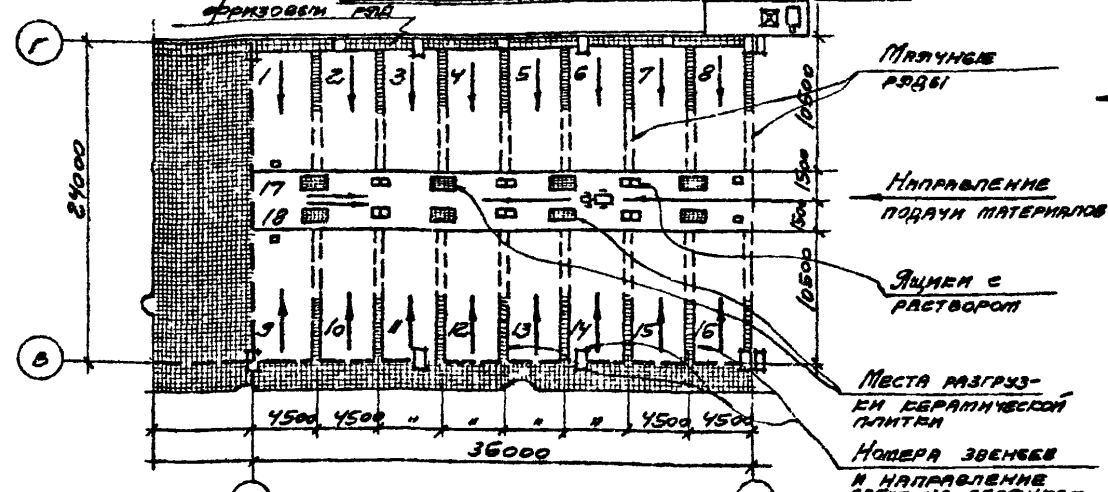 фризовый ряд
Г
1 2 3 4 5 6 7 8
Маячные
ряды
10500
24000
17
1500
Направление
подачи материалов
18
1500
Ящики с
раствором
10500
9 10 11 12 13 14 15 16
В
Места разгруз-
ки керамической
плитки
4500 4500 " " " " 4500 4500
36000
Номера звеньев
и направление